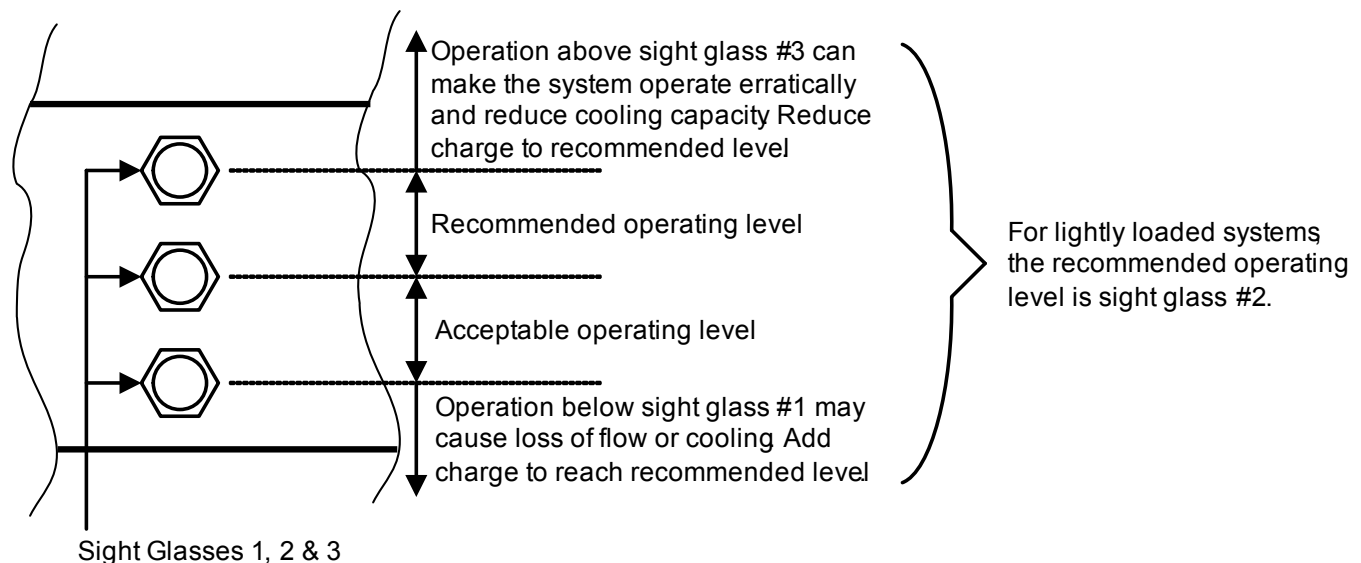 Operation above sight glass #3 can
make the system operate erratically
and reduce cooling capacity Reduce
charge to recommended level
Recommended operating level
Acceptable operating level
Operation below sight glass #1 may
cause loss of flow or cooling Add
charge to reach recommended level
For lightly loaded systems,
the recommended operating
level is sight glass #2.
Sight Glasses 1, 2 & 3